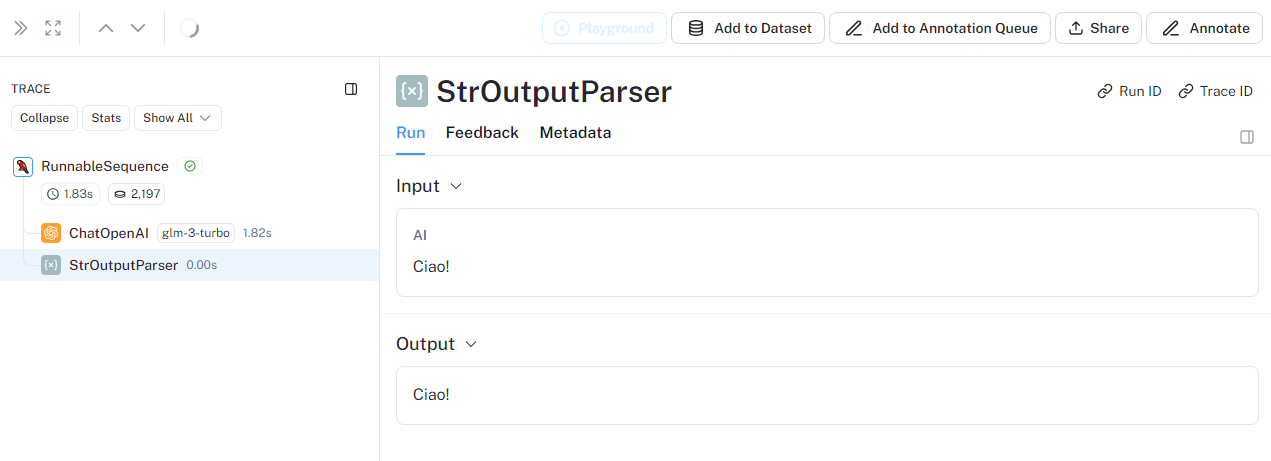 Playground Add to Dataset Add to Annotation Queue Share Annotate
TRACE
Collapse Stats Show All
RunnableSequence
1.83s 2,197
ChatOpenAI glm-3-turbo 1.82s
StrOutputParser 0.00s
StrOutputParser Run ID Trace ID
Run Feedback Metadata
Input
AI
Ciao!
Output
Ciao!